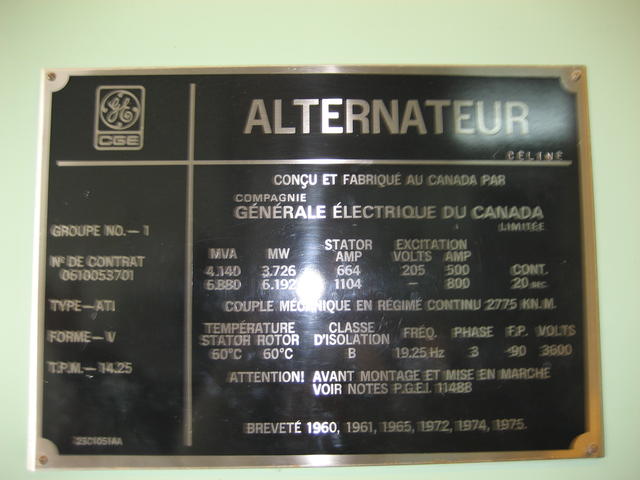 GE
CGE
ALTERNATEUR
CÉLINE
CONÇU ET FABRIQUÉ AU CANADA PAR
COMPAGNIE
GÉNÉRALE ÉLECTRIQUE DU CANADA
LIMITÉE
GROUPE NO.— 1
Nº DE CONTRAT
0610053701
TYPE—ATI
FORME—V
T.P.M.— 14.25
STATOR EXCITATION
MVA MW AMP VOLTS AMP
4.140 3.726 664 205 500 CONT.
6.880 6.192 1104 — 800 20 SEC.
COUPLE MÉCANIQUE EN RÉGIME CONTINU 2775 KN.M.
TEMPÉRATURE CLASSE
STATOR ROTOR D'ISOLATION FRÉQ. PHASE F.P. VOLTS
60°C 60°C B 19.25 Hz 3 .90 3600
ATTENTION! AVANT MONTAGE ET MISE EN MARCHE
VOIR NOTES P.G.E.I. 11488
BREVETÉ 1960, 1961, 1965, 1972, 1974, 1975.